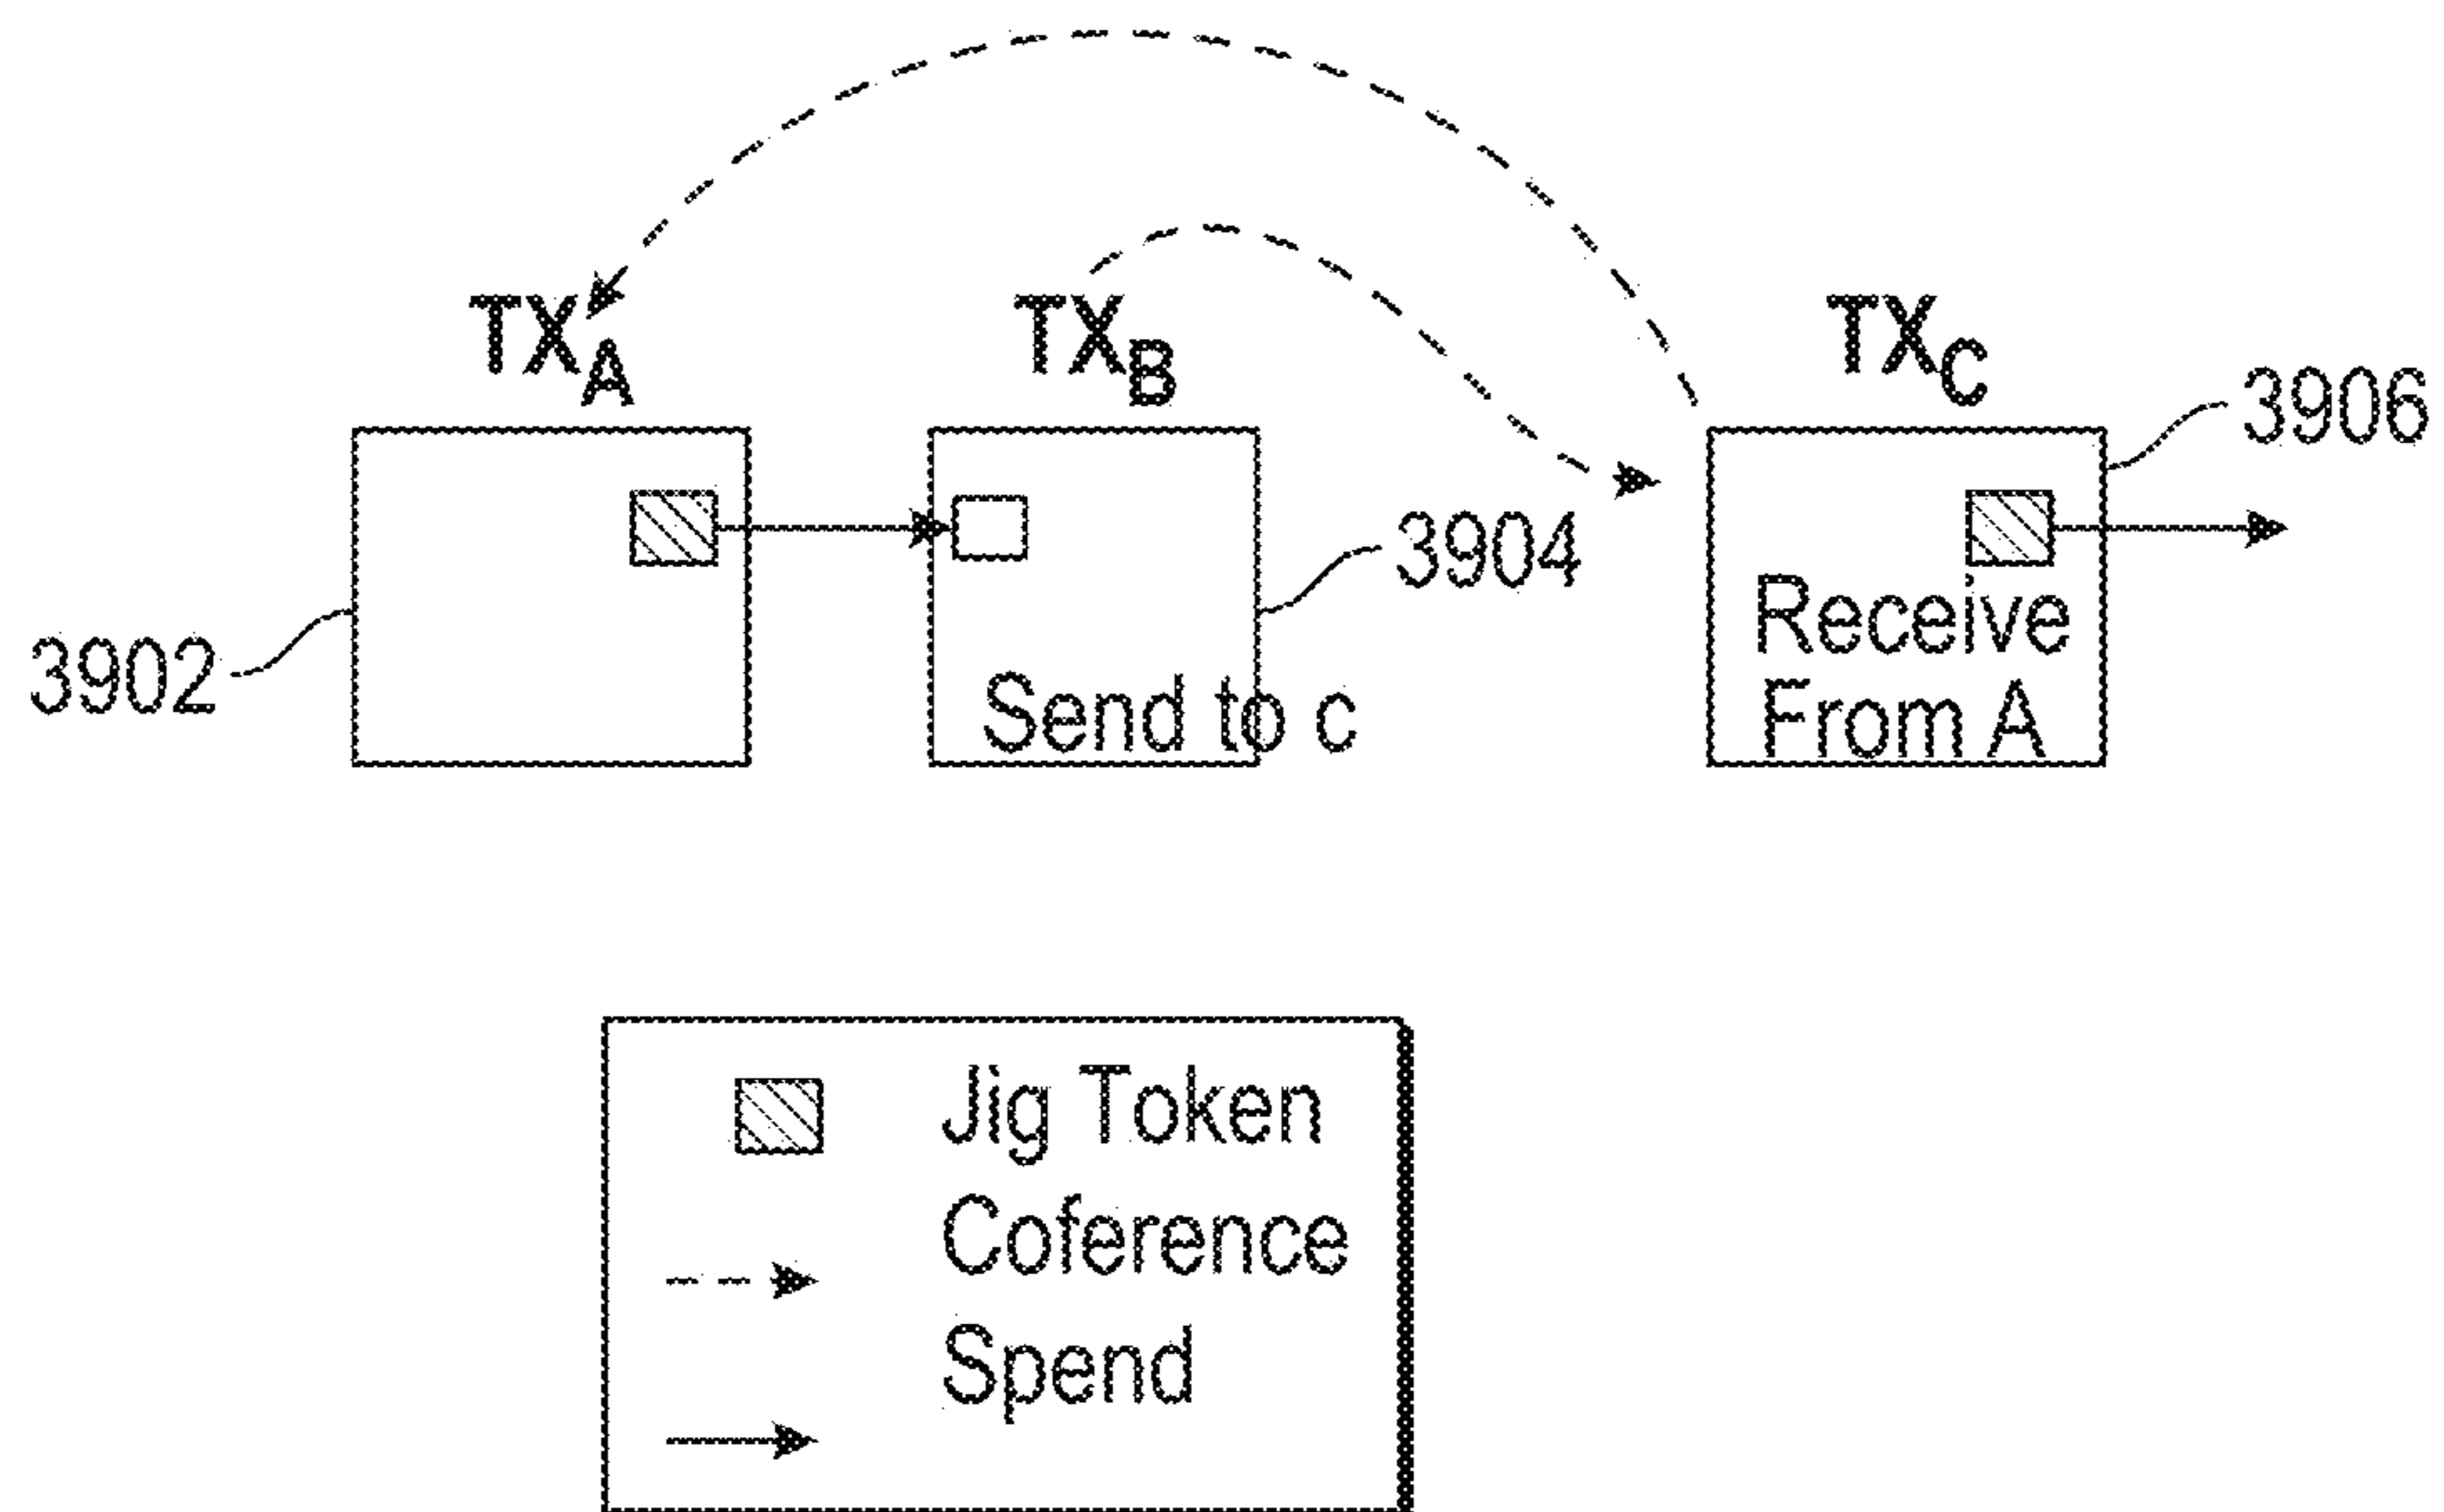 TXA
TXB
TXC
3906
3904
3902
Send to c
Receive
From A
Jig Token
Coference
Spend